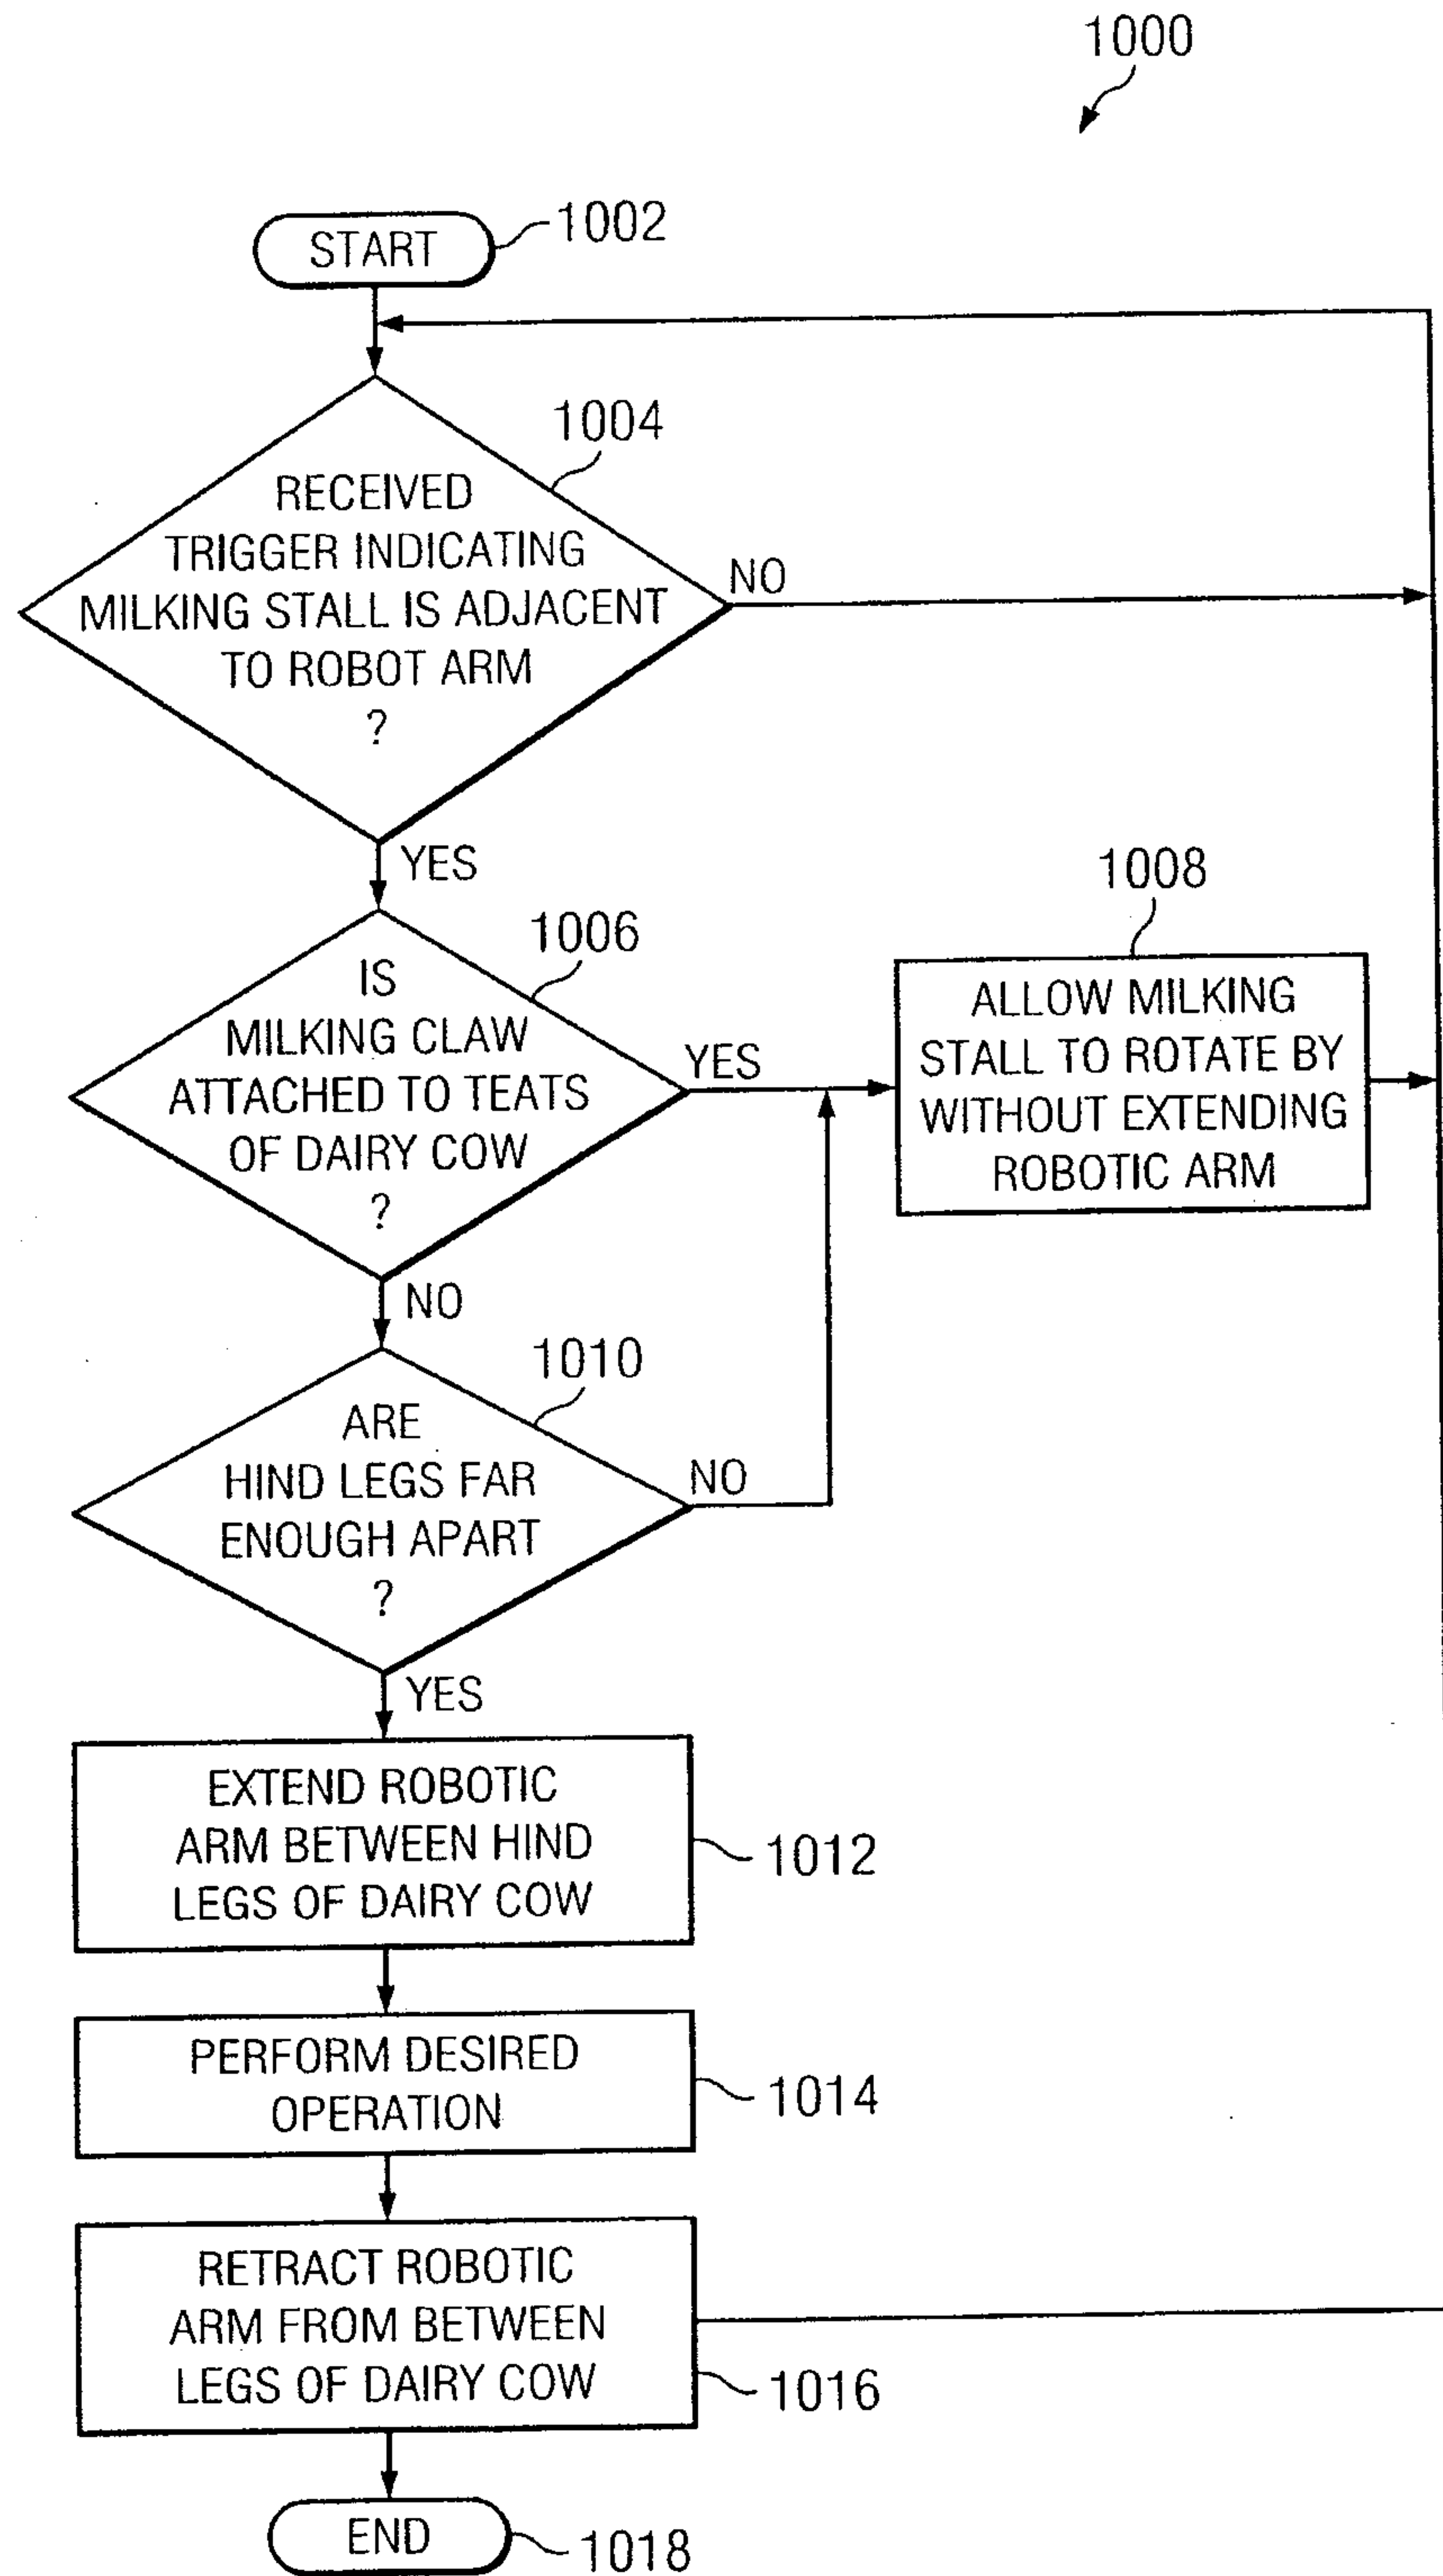 1000
START
1002
1004
RECEIVED
TRIGGER INDICATING
MILKING STALL IS ADJACENT
TO ROBOT ARM
?
NO
YES
1006
IS
MILKING CLAW
ATTACHED TO TEATS
OF DAIRY COW
?
YES
1008
ALLOW MILKING
STALL TO ROTATE BY
WITHOUT EXTENDING
ROBOTIC ARM
NO
1010
ARE
HIND LEGS FAR
ENOUGH APART
?
NO
YES
EXTEND ROBOTIC
ARM BETWEEN HIND
LEGS OF DAIRY COW
1012
PERFORM DESIRED
OPERATION
1014
RETRACT ROBOTIC
ARM FROM BETWEEN
LEGS OF DAIRY COW
1016
END
1018